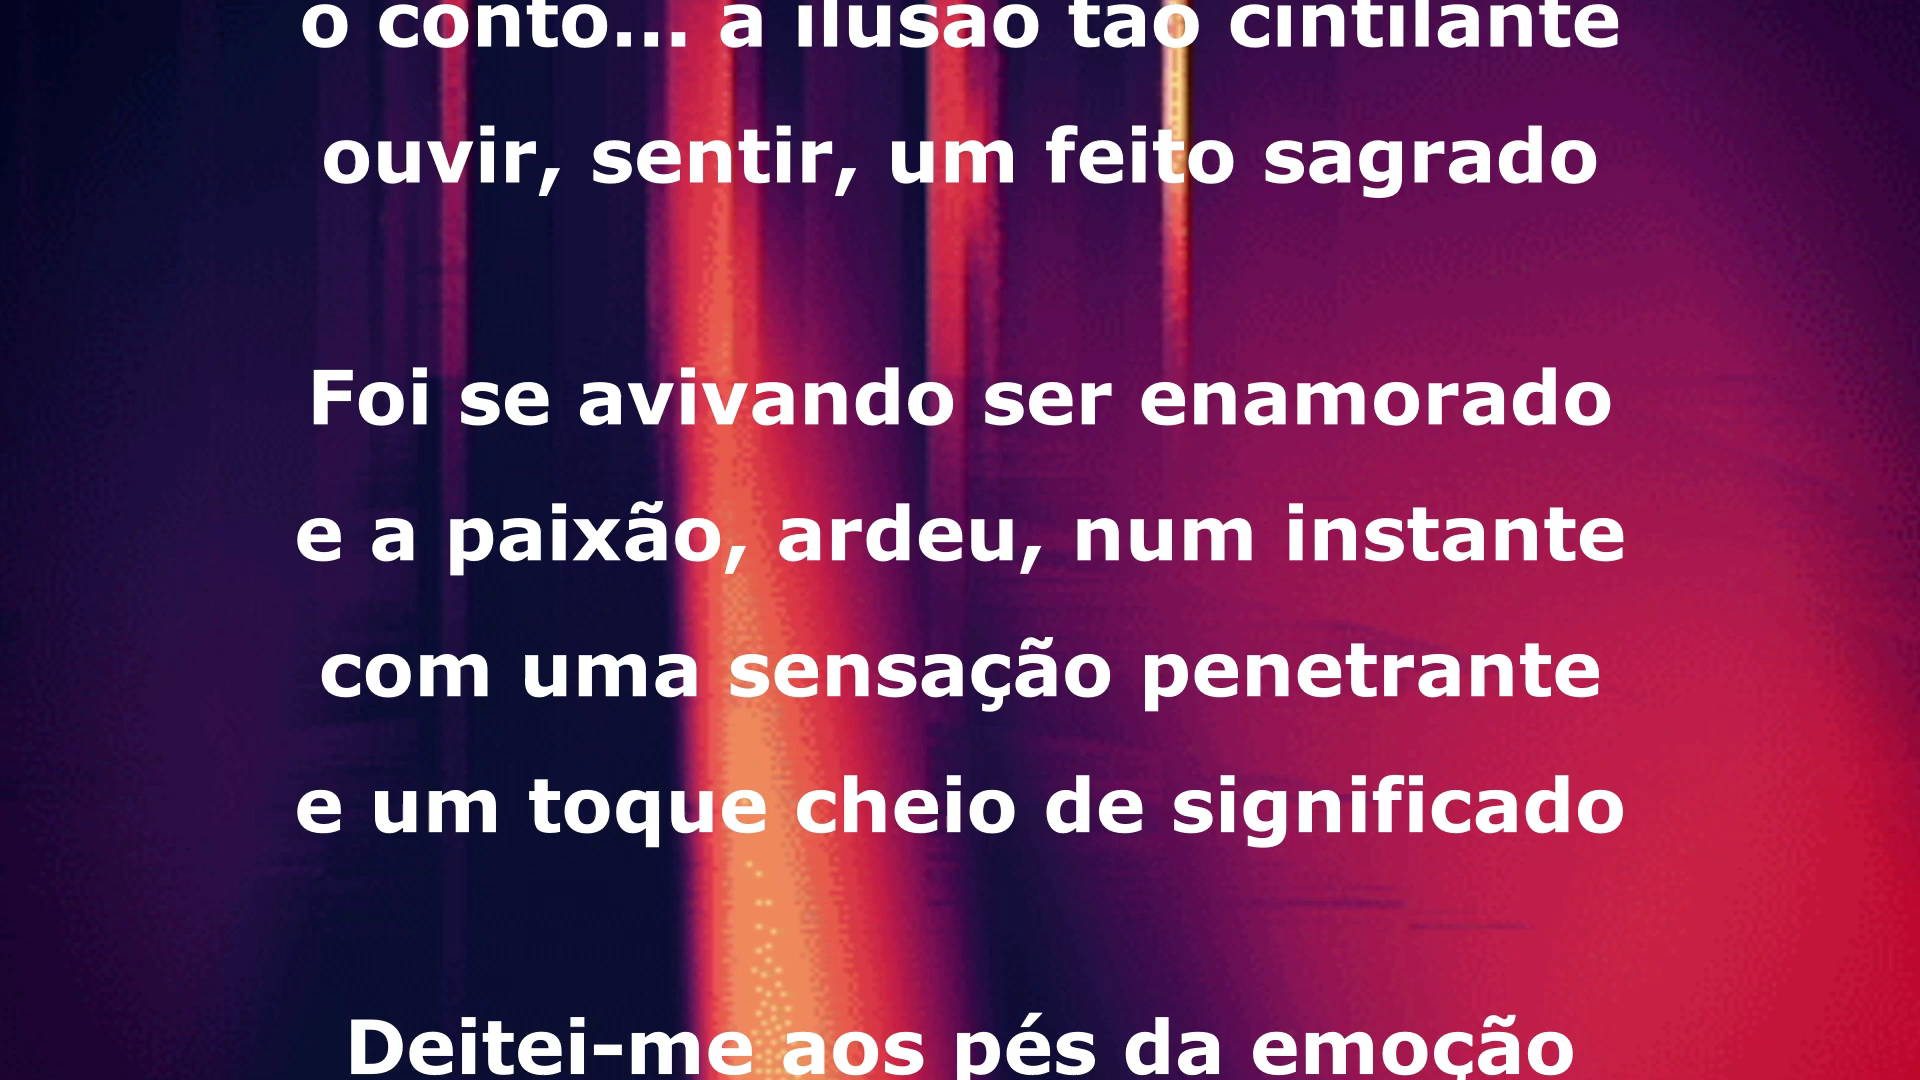 o conto... a ilusão tão cintilante
ouvir, sentir, um feito sagrado
Foi se avivando ser enamorado
e a paixão, ardeu, num instante
com uma sensação penetrante
e um toque cheio de significado
Deitei-me aos pés da emoção